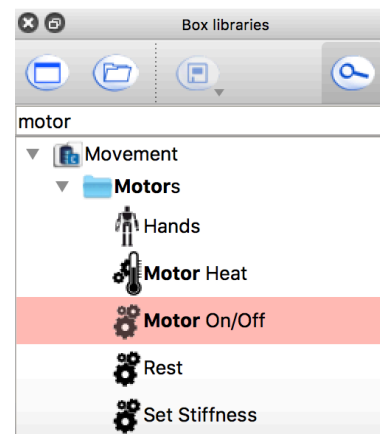 Box libraries
motor
Movement
Motors
Hands
Motor Heat
Motor On/Off
Rest
Set Stiffness